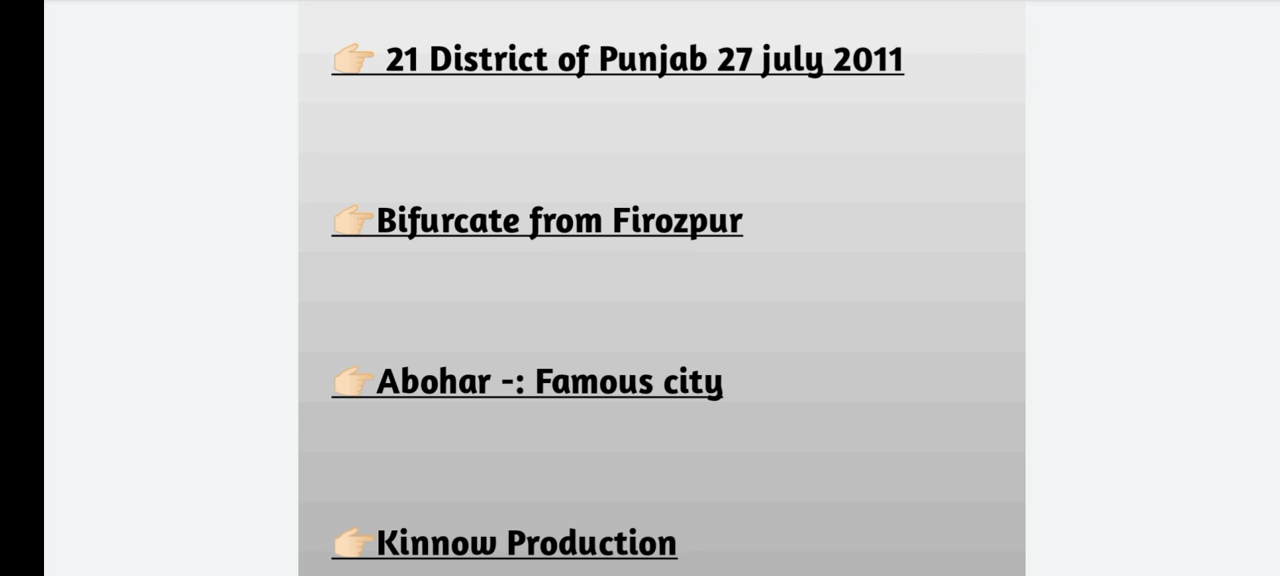 👉🏻 21 District of Punjab 27 july 2011
👉🏻Bifurcate from Firozpur
👉🏻Abohar -: Famous city
👉🏻Kinnow Production